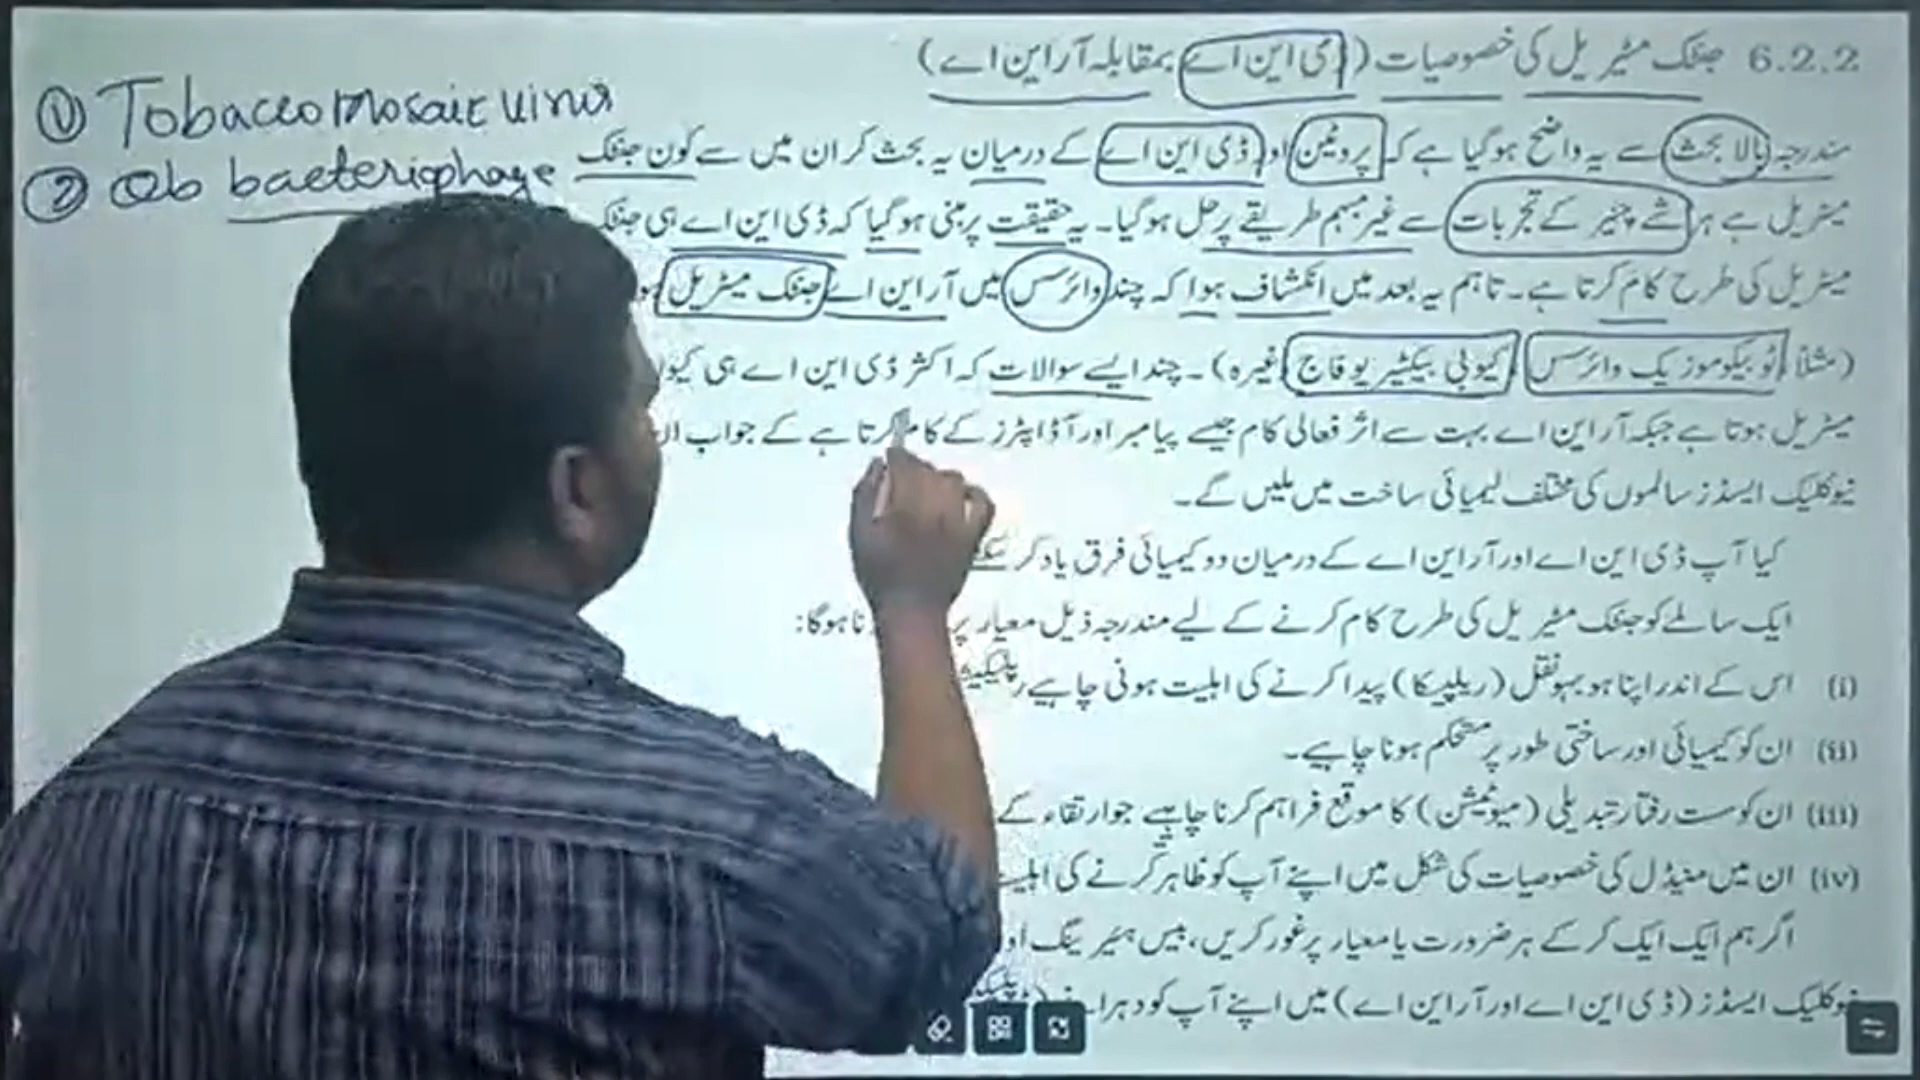 6.2.2 جنٹک مٹیریل کی خصوصیات (ڈی این اے بمقابلہ آر این اے)
① Tobacco Mosaic virus
② Qb bacteriophage
مندرجہ بالا بحث سے یہ واضح ہوگیا ہے کہ پروٹین اور ڈی این اے کے درمیان یہ بحث کر ان میں سے کون جنٹک
میٹریل ہے ہرشے چیز کے تجربات سے غیر مبہم طریقے پر حل ہوگیا۔ یہ حقیقت پر مبنی ہوگیا کہ ڈی این اے ہی جنٹک
میٹریل کی طرح کام کرتا ہے۔ تاہم یہ بعد میں انکشاف ہوا کہ چند وائرس میں آر این اے جنٹک میٹریل
(مثلاً ٹوبیکو موزیک وائرس کیوبی بیکٹیریو فاج وغیرہ)۔ چند ایسے سوالات کہ اکثر ڈی این اے ہی
میٹریل ہوتا ہے جبکہ آر این اے بہت سے اثر فعالی کام جیسے پیامبر اور آڈاپٹرز کے کام کرتا ہے کے جواب
نیوکلیک ایسڈز سالموں کی مختلف کیمیائی ساخت میں ملیں گے۔
کیا آپ ڈی این اے اور آر این اے کے درمیان دو کیمیائی فرق یاد کر سکتے
ایک سالمے کو جنٹک مٹیریل کی طرح کام کرنے کے لیے مندرجہ ذیل معیار پر ہوگا:
(i) اس کے اندر اپنا ہو بہو نقل (ریپلیکا) پیدا کرنے کی اہلیت ہونی چاہیے
(ii) ان کو کیمیائی اور ساختی طور پر مستحکم ہونا چاہیے۔
(iii) ان کو ست رفتار تبدیلی (میوٹیشن) کا موقع فراہم کرنا چاہیے جو ارتقاء کے
(iv) ان میں مینڈل کی خصوصیات کی شکل میں اپنے آپ کو ظاہر کرنے کی
اگر ہم ایک ایک کر کے ہر ضرورت یا معیار پر غور کریں، بیس پیئرینگ
نیوکلیک ایسڈز (ڈی این اے اور آر این اے) میں اپنے آپ کو دہرا